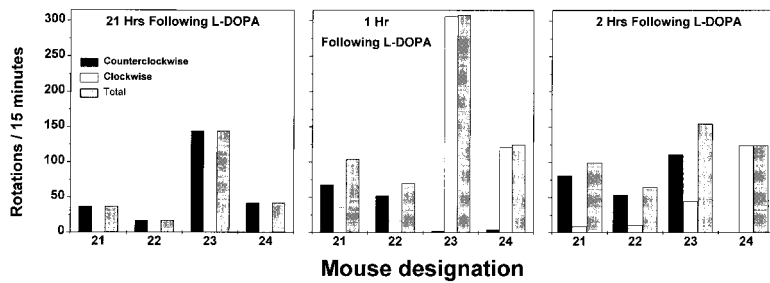 21 Hrs Following L-DOPA
1 Hr
Following L-DOPA
2 Hrs Following L-DOPA
Counterclockwise
Clockwise
Total
Rotations / 15 minutes
300
250
200
150
100
50
0
21 22 23 24
21 22 23 24
21 22 23 24
Mouse designation